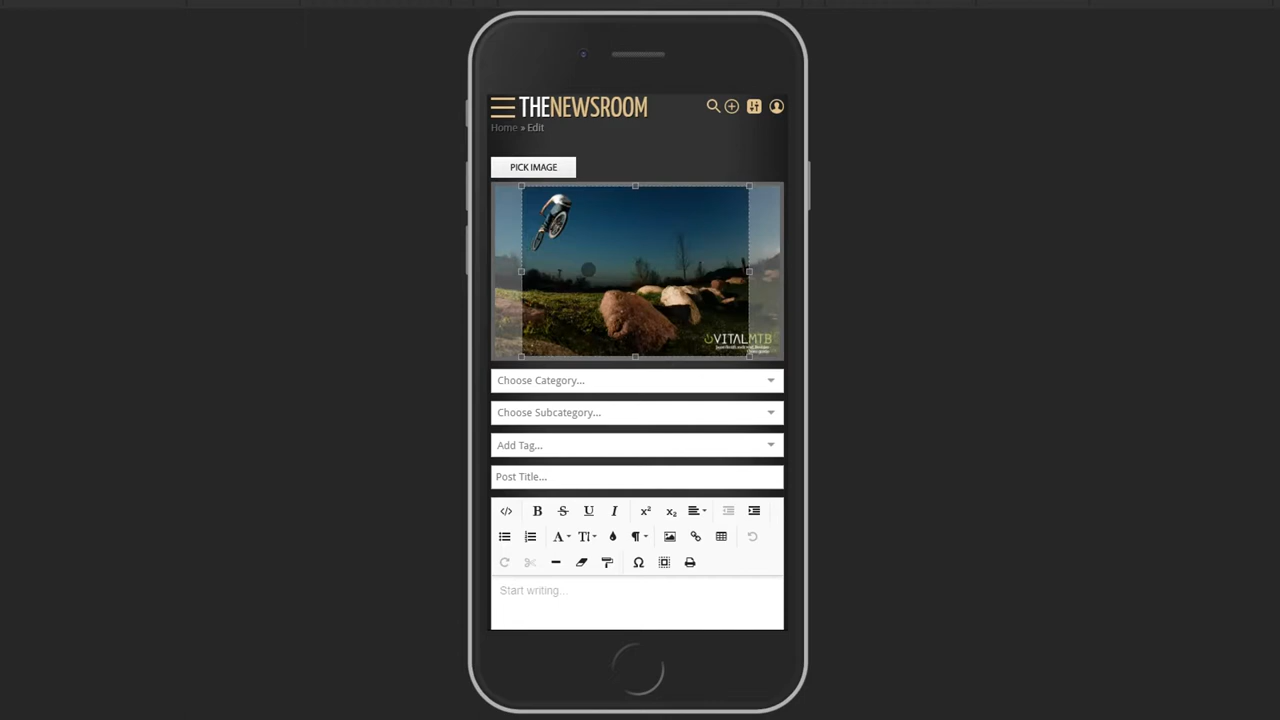 THENEWSROOM
Home » Edit
PICK IMAGE
VITALMTB
Choose Category...
Choose Subcategory...
Add Tag...
Post Title...
Start writing...